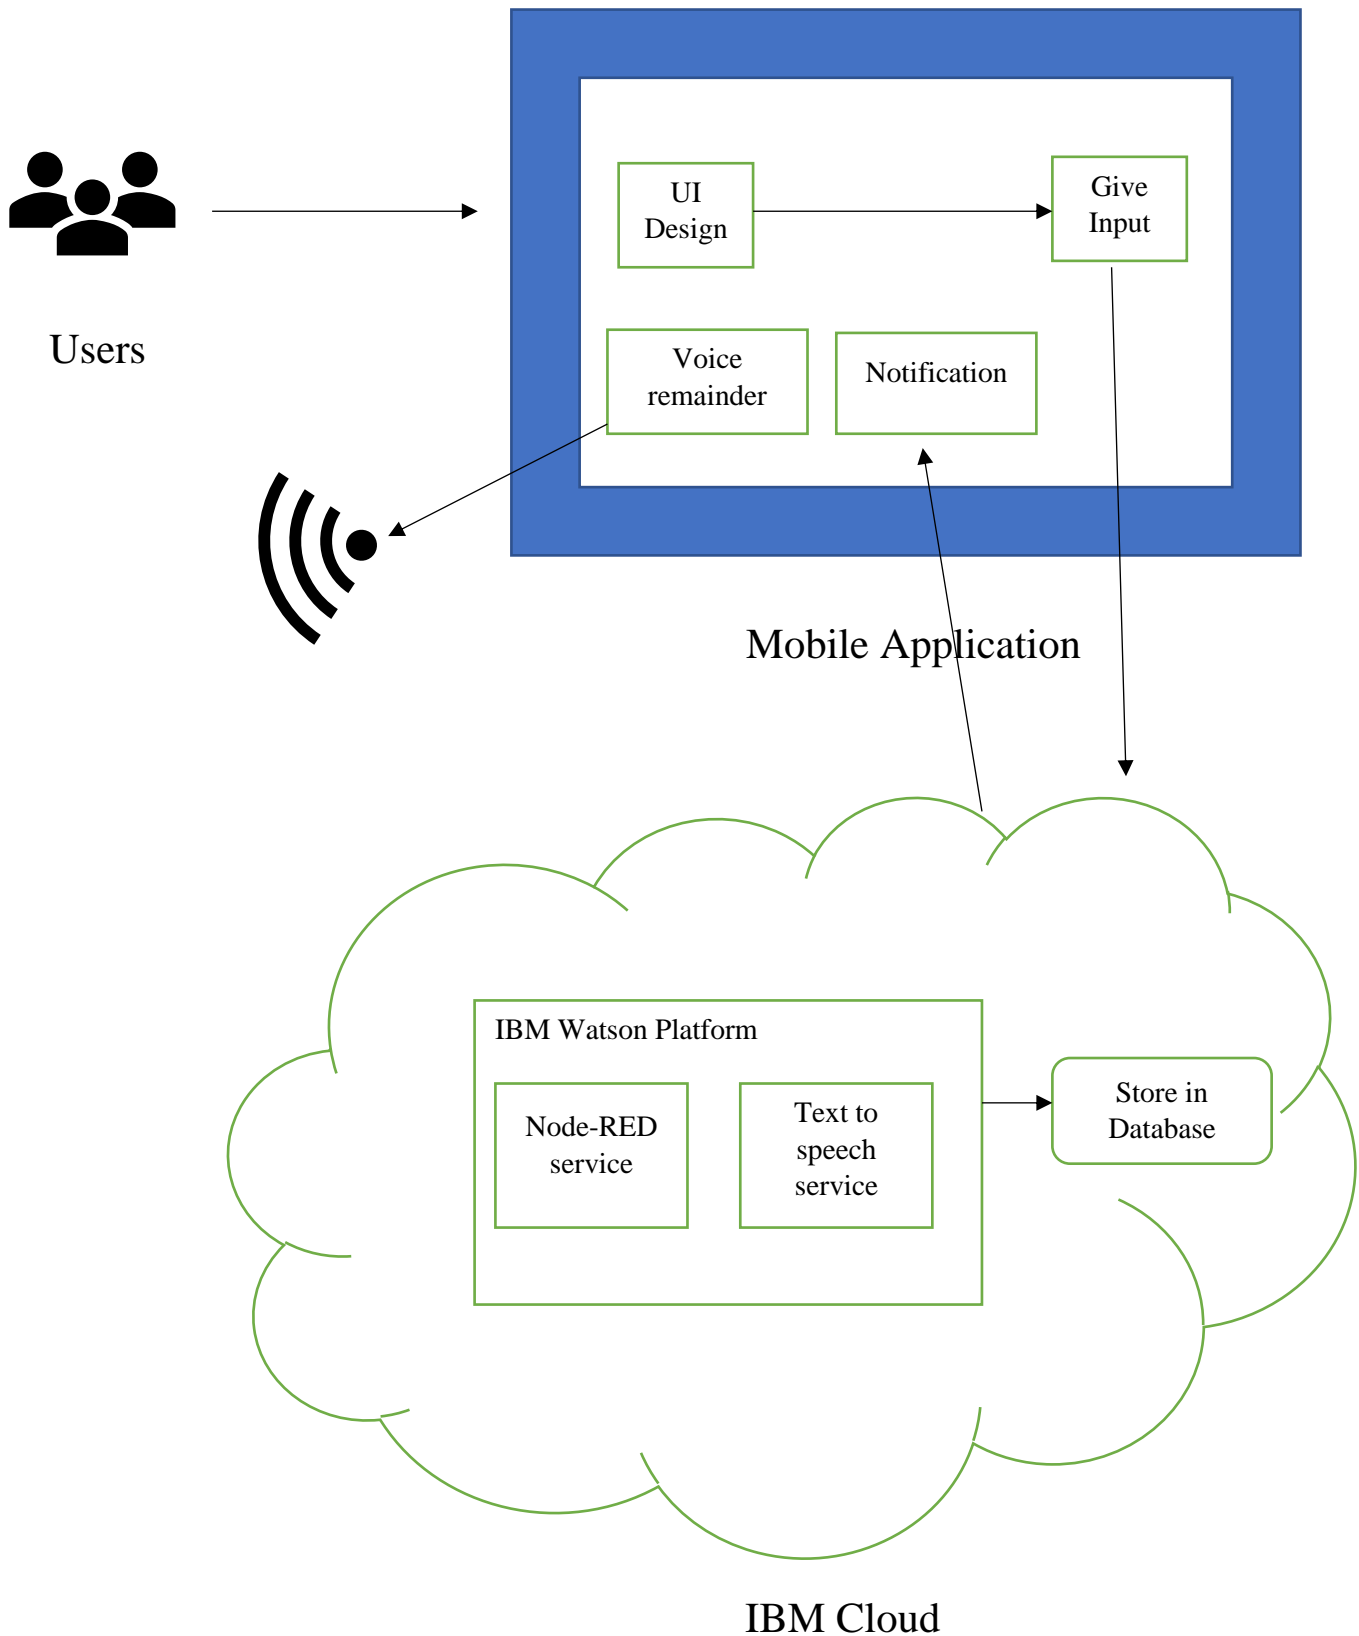 UI
Design
Give
Input
Users
Voice
remainder
Notification
Mobile Application
IBM Watson Platform
Node-RED
service
Text to
speech
service
Store in
Database
IBM Cloud